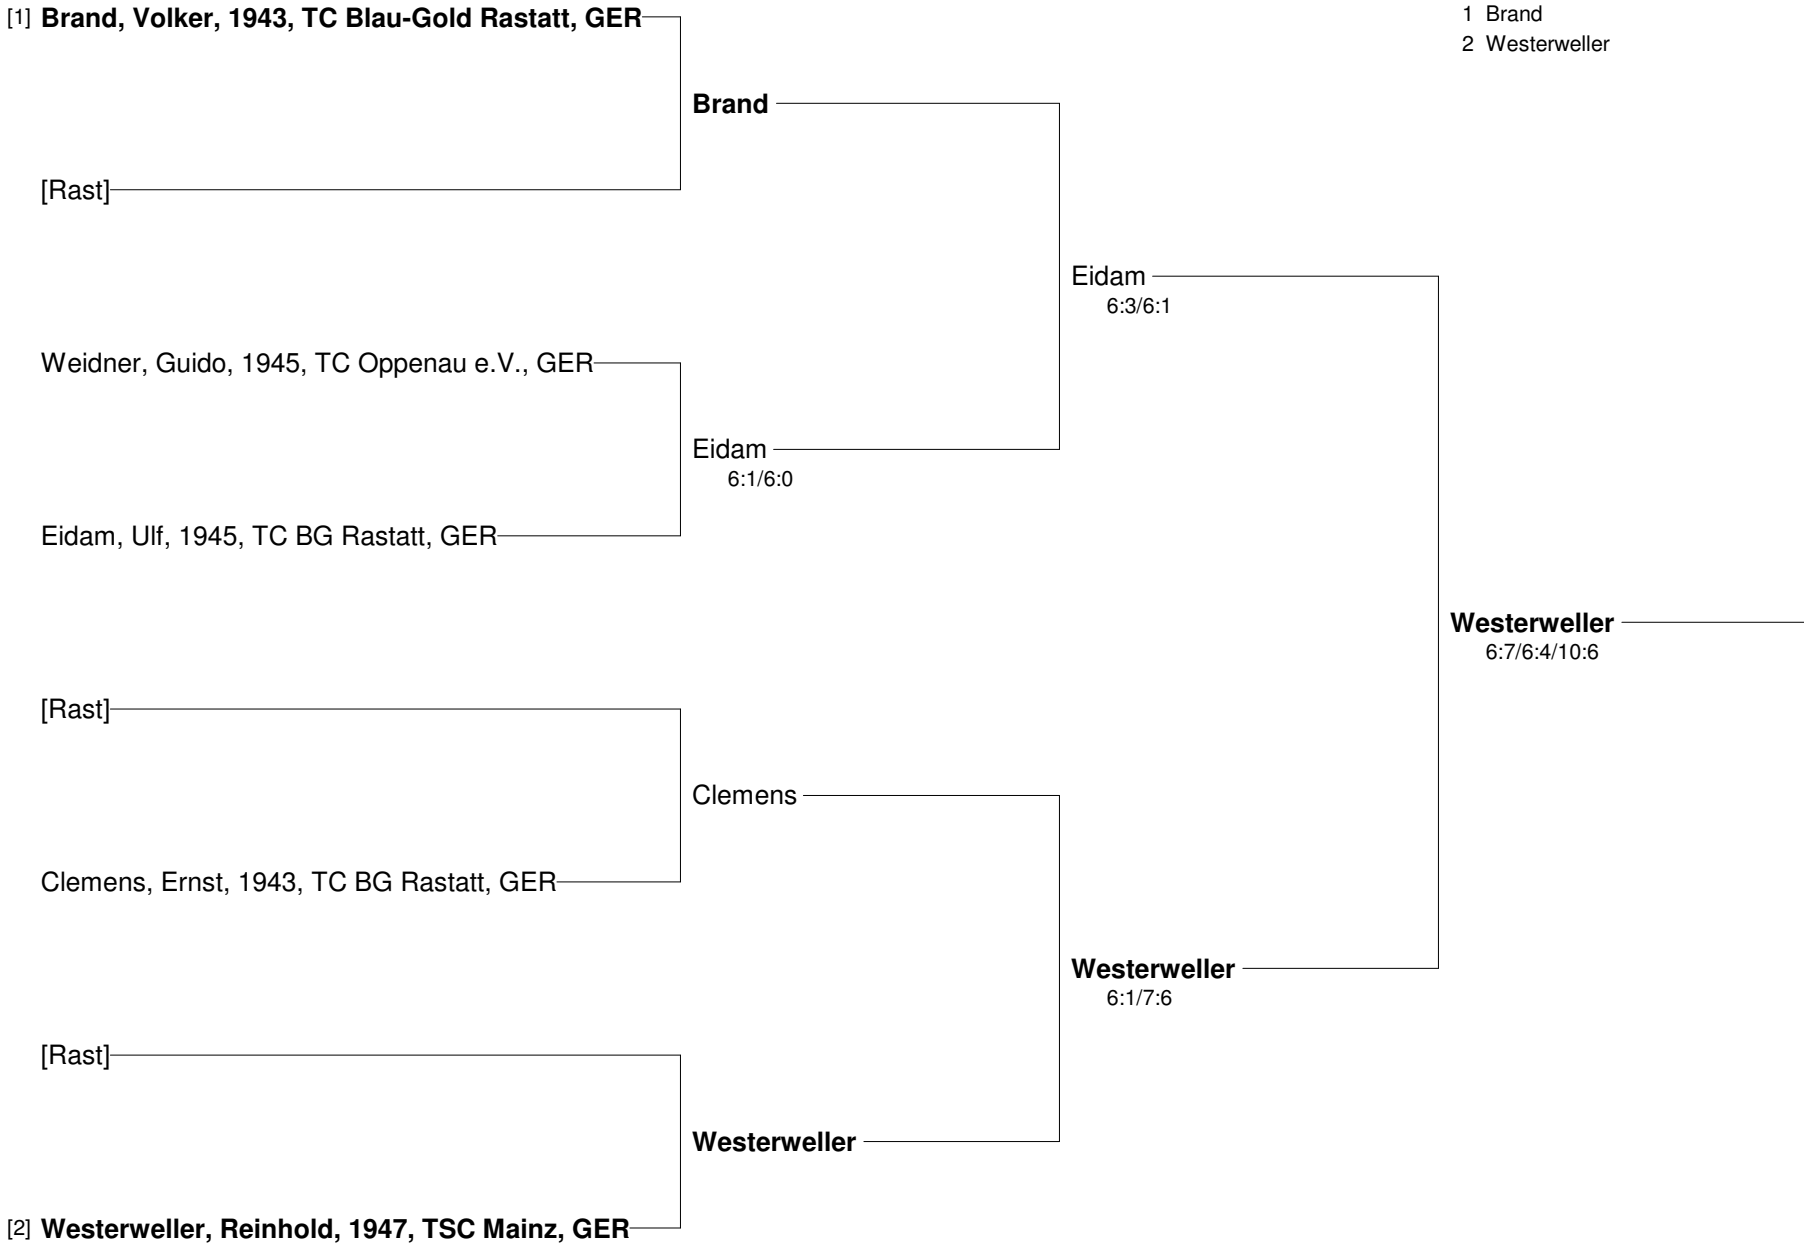 [1] Brand, Volker, 1943, TC Blau-Gold Rastatt, GER
1 Brand
2 Westerweller
Brand
[Rast]
Eidam
6:3/6:1
Weidner, Guido, 1945, TC Oppenau e.V., GER
Eidam
6:1/6:0
Eidam, Ulf, 1945, TC BG Rastatt, GER
Westerweller
6:7/6:4/10:6
[Rast]
Clemens
Clemens, Ernst, 1943, TC BG Rastatt, GER
Westerweller
6:1/7:6
[Rast]
Westerweller
[2] Westerweller, Reinhold, 1947, TSC Mainz, GER